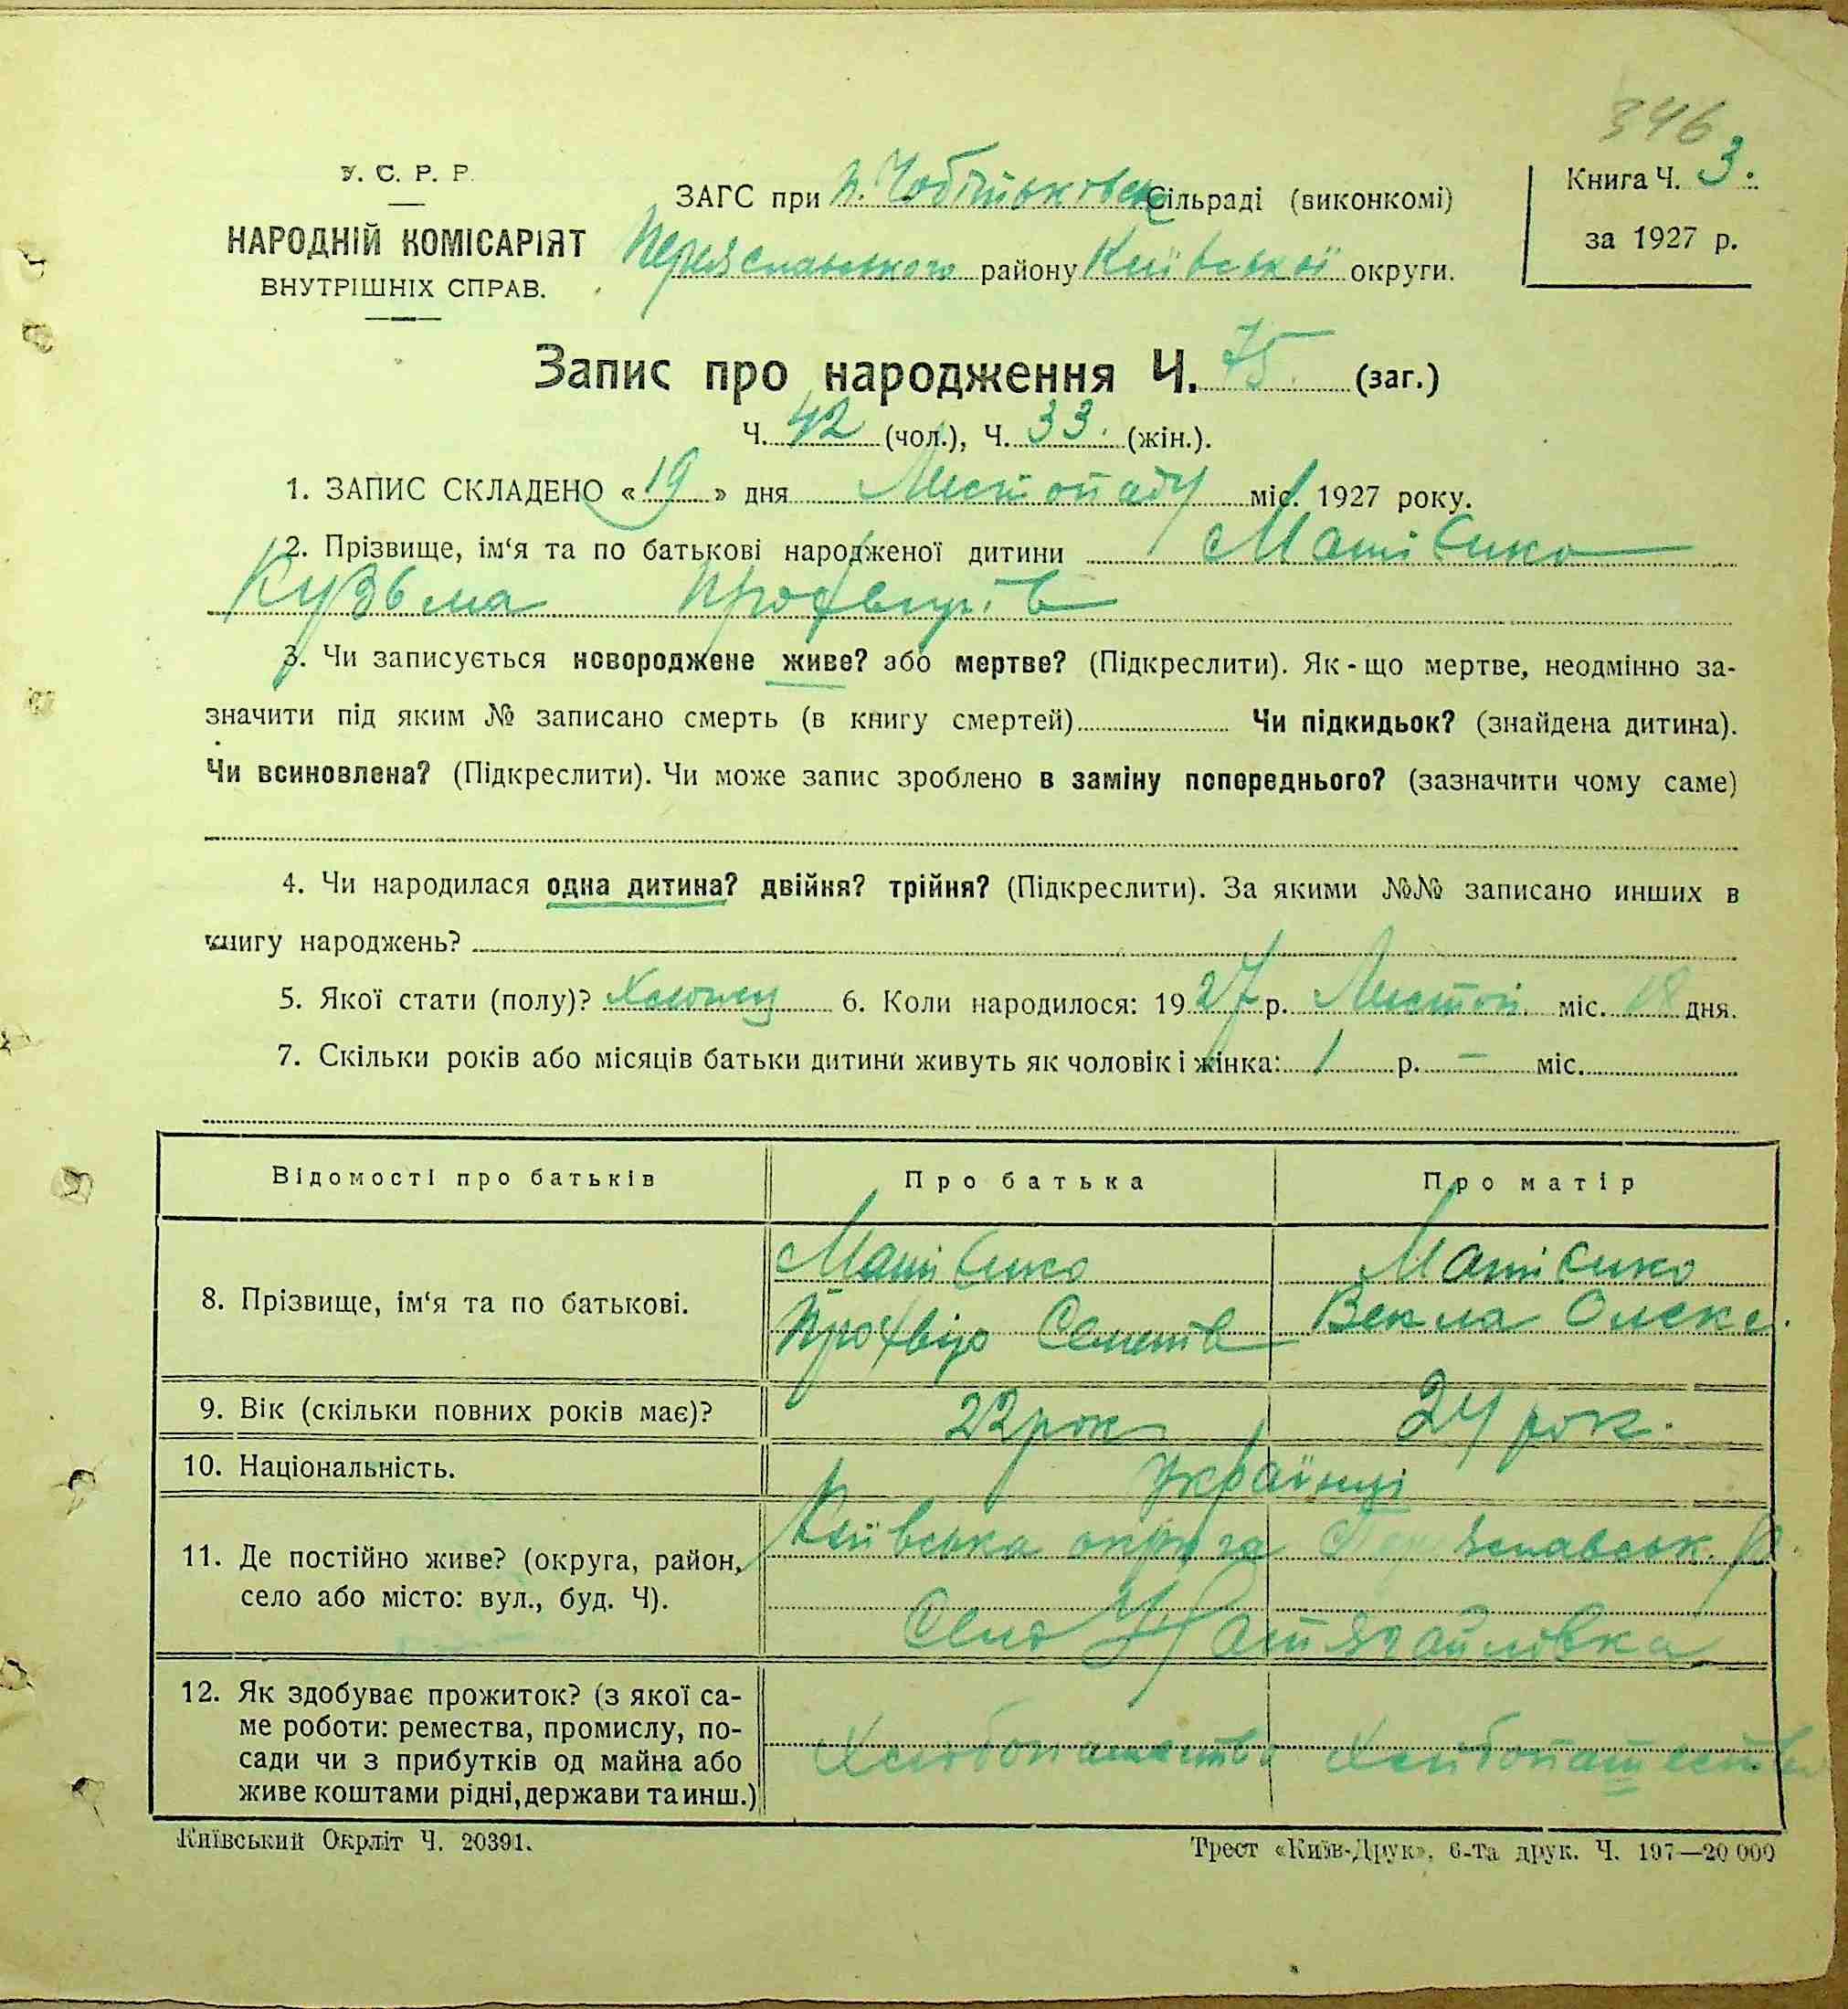 346
У. С. Р. Р.
НАРОДНІЙ КОМІСАРІЯТ
ВНУТРІШНІХ СПРАВ.
ЗАГС при Сільраді (виконкомі)
Переяславського району Київської округи.
Книга Ч. 3.
за 1927 р.
Запис про народження Ч. 75. (заг.)
Ч. 42 (чол.), Ч. 33. (жін.).
1. ЗАПИС СКЛАДЕНО «19» дня Листопаду міс. 1927 року.
2. Прізвище, ім‘я та по батькові народженої дитини
Кузьма
3. Чи записується новороджене живе? або мертве? (Підкреслити). Як-що мертве, неодмінно за-
значити під яким № записано смерть (в книгу смертей) Чи підкидьок? (знайдена дитина).
Чи всиновлена? (Підкреслити). Чи може запис зроблено в заміну попереднього? (зазначити чому саме)
4. Чи народилася одна дитина? двійня? трійня? (Підкреслити). За якими №№ записано инших в
книгу народжень?
5. Якої стати (полу)? Хлопец 6. Коли народилося: 1927 р. Листоп. міс. 18 дня.
7. Скільки років або місяців батьки дитини живуть як чоловік і жінка: 1 р. — міс.
Відомості про батьків Про батька Про матір
8. Прізвище, ім‘я та по батькові.
Векла Олекс.
9. Вік (скільки повних років має)? 22 рок 24 рок.
10. Національність. Українці
11. Де постійно живе? (округа, район, село або місто: вул., буд. Ч).
Київська округа Переяславськ. р.
Село
12. Як здобуває прожиток? (з якої са-
ме роботи: ремества, промислу, по-
сади чи з прибутків од майна або
живе коштами рідні, держави та инш.)
Хлібопашество Хлібопашество
Київський Окрліт Ч. 20391.
Трест «Київ-Друк». 6-та друк. Ч. 197—20 000